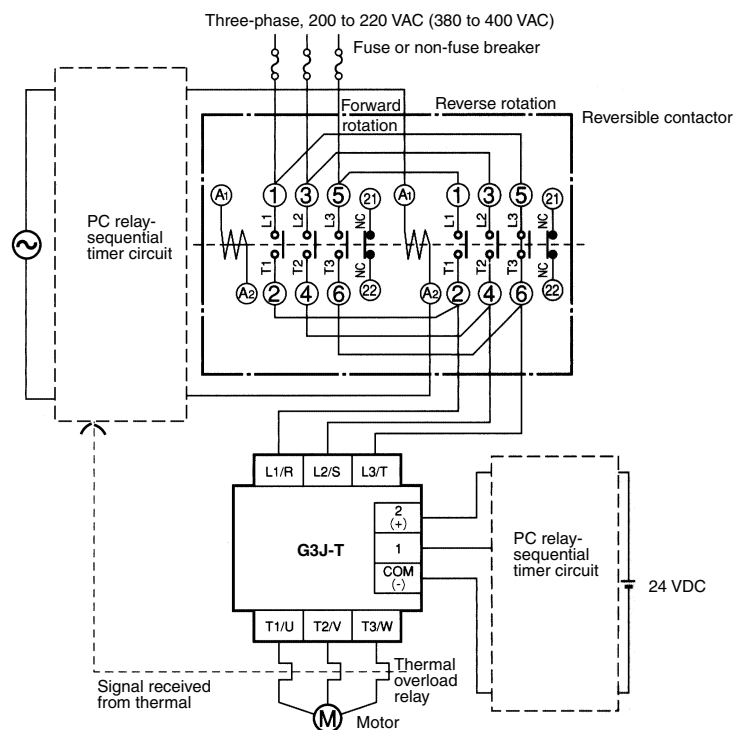 Three-phase, 200 to 220 VAC (380 to 400 VAC)
Fuse or non-fuse breaker
Forward
rotation
Reverse rotation
Reversible contactor
A1
1
3
5
21
A1
1
3
5
21
L1
L2
L3
NC
L1
L2
L3
NC
PC relay-
sequential
timer circuit
T1
T2
T3
NC
T1
T2
T3
NC
A2
2
4
6
22
A2
2
4
6
22
L1/R
L2/S
L3/T
2
(+)
G3J-T
1
COM
(-)
PC relay-
sequential
timer circuit
24 VDC
T1/U
T2/V
T3/W
Signal received
from thermal
Thermal
overload
relay
M
Motor